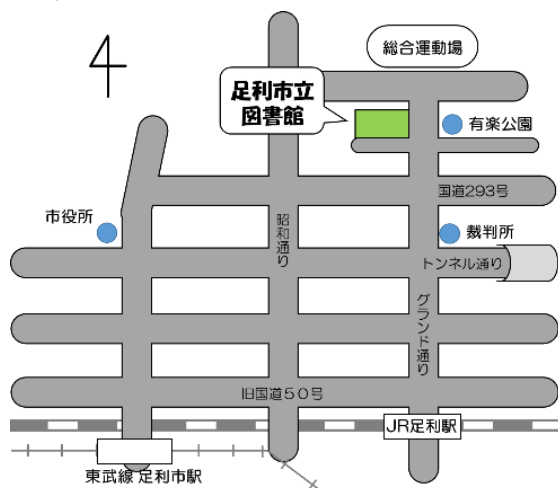 総合運動場
足利市立
図書館
有楽公園
国道293号
市役所
昭和通り
裁判所
トンネル通り
グランド通り
旧国道50号
JR足利駅
東武線 足利市駅